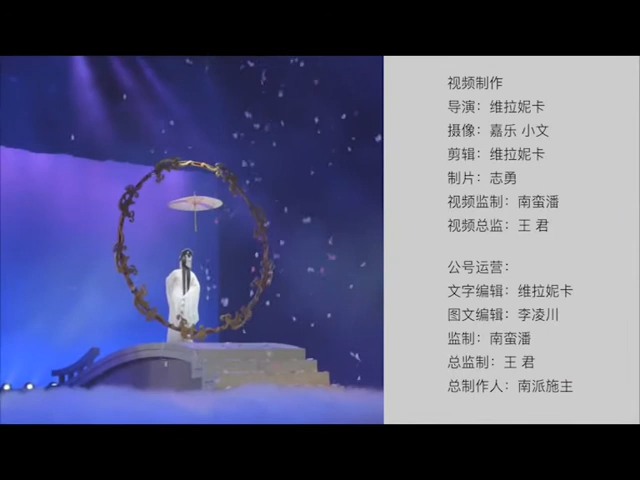 视频制作
导演：维拉妮卡
摄像：嘉乐 小文
剪辑：维拉妮卡
制片：志勇
视频监制：南蛮潘
视频总监：王 君
公号运营：
文字编辑：维拉妮卡
图文编辑：李凌川
监制：南蛮潘
总监制：王 君
总制作人：南派施主